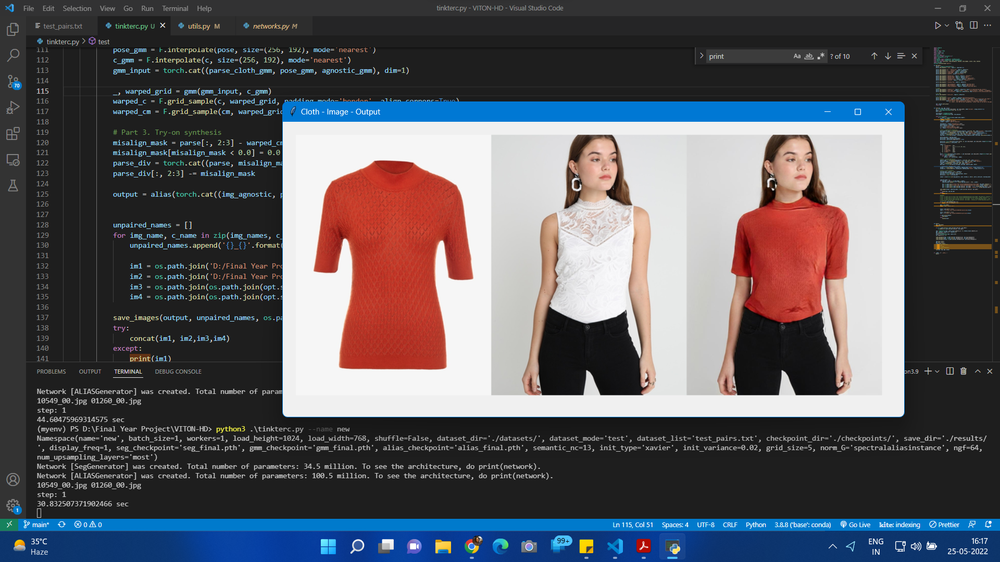 File Edit Selection View Go Run Terminal Help
tinkterc.py - VITON-HD - Visual Studio Code
test_pairs.txt tinkterc.py U utils.py M networks.py M
tinkterc.py > test
print Aa ab ? of 10
111 pose_gmm = F.interpolate(pose, size=(256, 192), mode='nearest')
112 c_gmm = F.interpolate(c, size=(256, 192), mode='nearest')
113 gmm_input = torch.cat((parse_cloth_gmm, pose_gmm, agnostic_gmm), dim=1)
114
115 _, warped_grid = gmm(gmm_input, c_gmm)
116 warped_c = F.grid_sample(c, warped_grid, padding_mode='border', align_corners=True)
117 warped_cm = F.grid_sample(cm, warped_grid
118
119 # Part 3. Try-on synthesis
120 misalign_mask = parse[:, 2:3] - warped_cm
121 misalign_mask[misalign_mask < 0.0] = 0.0
122 parse_div = torch.cat((parse, misalign_ma
123 parse_div[:, 2:3] -= misalign_mask
124
125 output = alias(torch.cat((img_agnostic, p
126
127
128 unpaired_names = []
129 for img_name, c_name in zip(img_names, c_
130 unpaired_names.append('{}_{}'.format(
131
132 im1 = os.path.join('D:/Final Year Pro
133 im2 = os.path.join('D:/Final Year Pro
134 im3 = os.path.join(os.path.join(opt.s
135 im4 = os.path.join(os.path.join(opt.s
136
137 save_images(output, unpaired_names, os.pa
138 try:
139 concat(im1, im2,im3,im4)
140 except:
141 print(im1)
Cloth - Image - Output
PROBLEMS OUTPUT TERMINAL DEBUG CONSOLE
on3.9
Network [ALIASGenerator] was created. Total number of param
10549_00.jpg 01260_00.jpg
step: 1
44.60475969314575 sec
(myenv) PS D:\Final Year Project\VITON-HD> python3 .\tinkterc.py --name new
Namespace(name='new', batch_size=1, workers=1, load_height=1024, load_width=768, shuffle=False, dataset_dir='./datasets/', dataset_mode='test', dataset_list='test_pairs.txt', checkpoint_dir='./checkpoints/', save_dir='./results/
', display_freq=1, seg_checkpoint='seg_final.pth', gmm_checkpoint='gmm_final.pth', alias_checkpoint='alias_final.pth', semantic_nc=13, init_type='xavier', init_variance=0.02, grid_size=5, norm_G='spectralaliasinstance', ngf=64,
num_upsampling_layers='most')
Network [SegGenerator] was created. Total number of parameters: 34.5 million. To see the architecture, do print(network).
Network [ALIASGenerator] was created. Total number of parameters: 100.5 million. To see the architecture, do print(network).
10549_00.jpg 01260_00.jpg
step: 1
30.832507371902466 sec
70
1
main* 0 0 Ln 115, Col 51 Spaces: 4 UTF-8 CRLF Python 3.8.8 ('base': conda) Go Live kite: indexing Prettier
35°C
Haze
99+
ENG
IN
16:17
25-05-2022